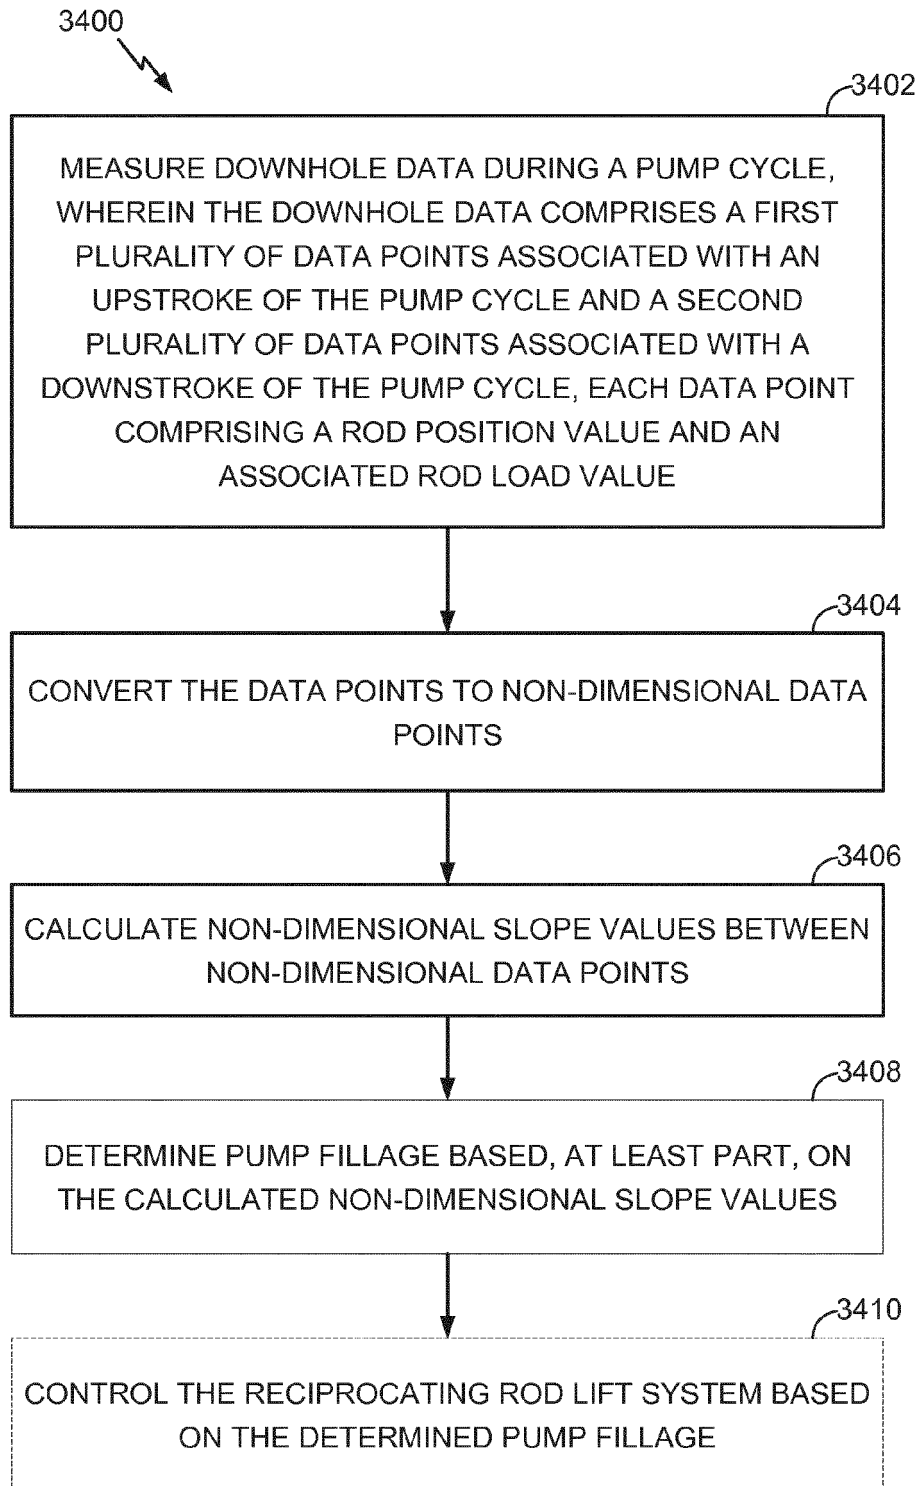 3400
3402
MEASURE DOWNHOLE DATA DURING A PUMP CYCLE,
WHEREIN THE DOWNHOLE DATA COMPRISES A FIRST
PLURALITY OF DATA POINTS ASSOCIATED WITH AN
UPSTROKE OF THE PUMP CYCLE AND A SECOND
PLURALITY OF DATA POINTS ASSOCIATED WITH A
DOWNSTROKE OF THE PUMP CYCLE, EACH DATA POINT
COMPRISING A ROD POSITION VALUE AND AN
ASSOCIATED ROD LOAD VALUE
3404
CONVERT THE DATA POINTS TO NON-DIMENSIONAL DATA
POINTS
3406
CALCULATE NON-DIMENSIONAL SLOPE VALUES BETWEEN
NON-DIMENSIONAL DATA POINTS
3408
DETERMINE PUMP FILLAGE BASED, AT LEAST PART, ON
THE CALCULATED NON-DIMENSIONAL SLOPE VALUES
3410
CONTROL THE RECIPROCATING ROD LIFT SYSTEM BASED
ON THE DETERMINED PUMP FILLAGE